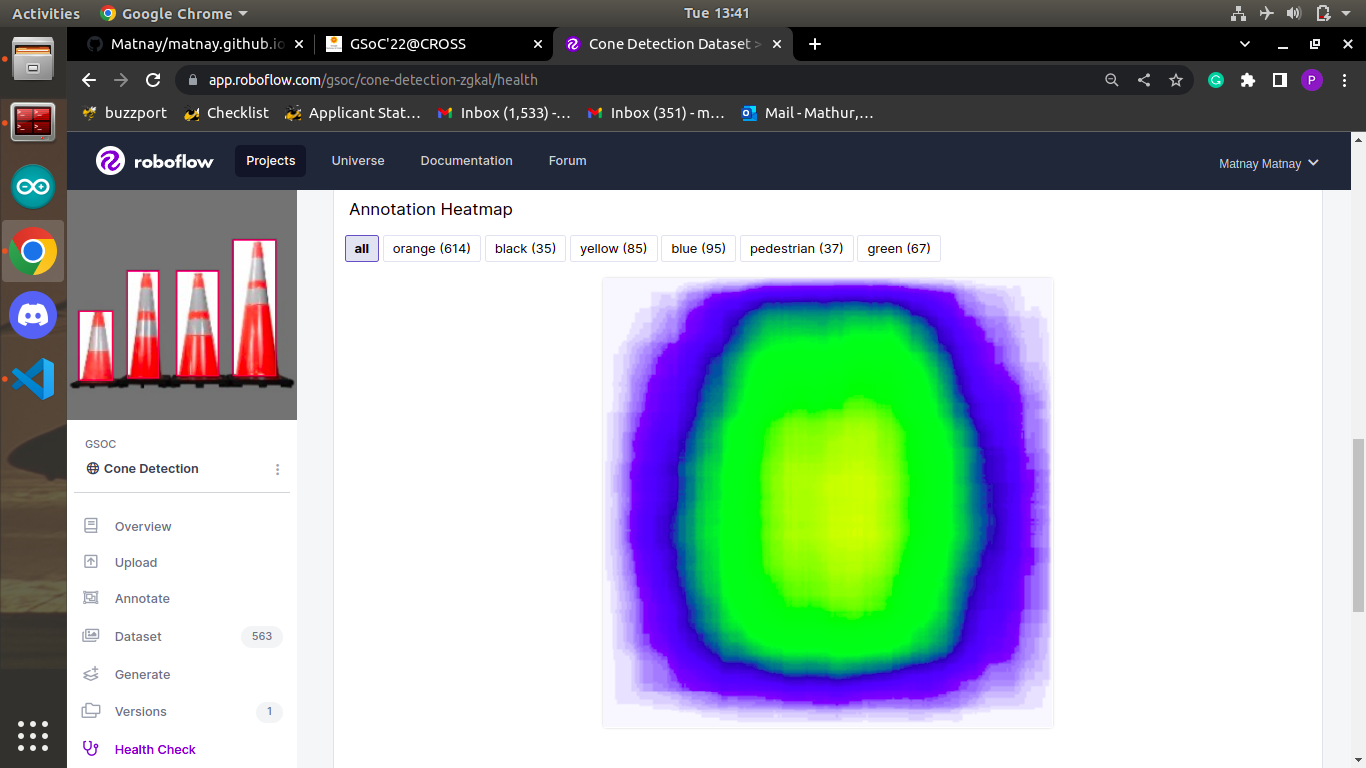 Activities Google Chrome Tue 13:41
Matnay/matnay.github.io GSoC'22@CROSS Cone Detection Dataset >
app.roboflow.com/gsoc/cone-detection-zgkal/health P
buzzport Checklist Applicant Stat... Inbox (1,533) -... Inbox (351) - m... Mail - Mathur,...
roboflow Projects Universe Documentation Forum Matnay Matnay
Annotation Heatmap
all orange (614) black (35) yellow (85) blue (95) pedestrian (37) green (67)
GSOC
Cone Detection
Overview
Upload
Annotate
Dataset 563
Generate
Versions 1
Health Check